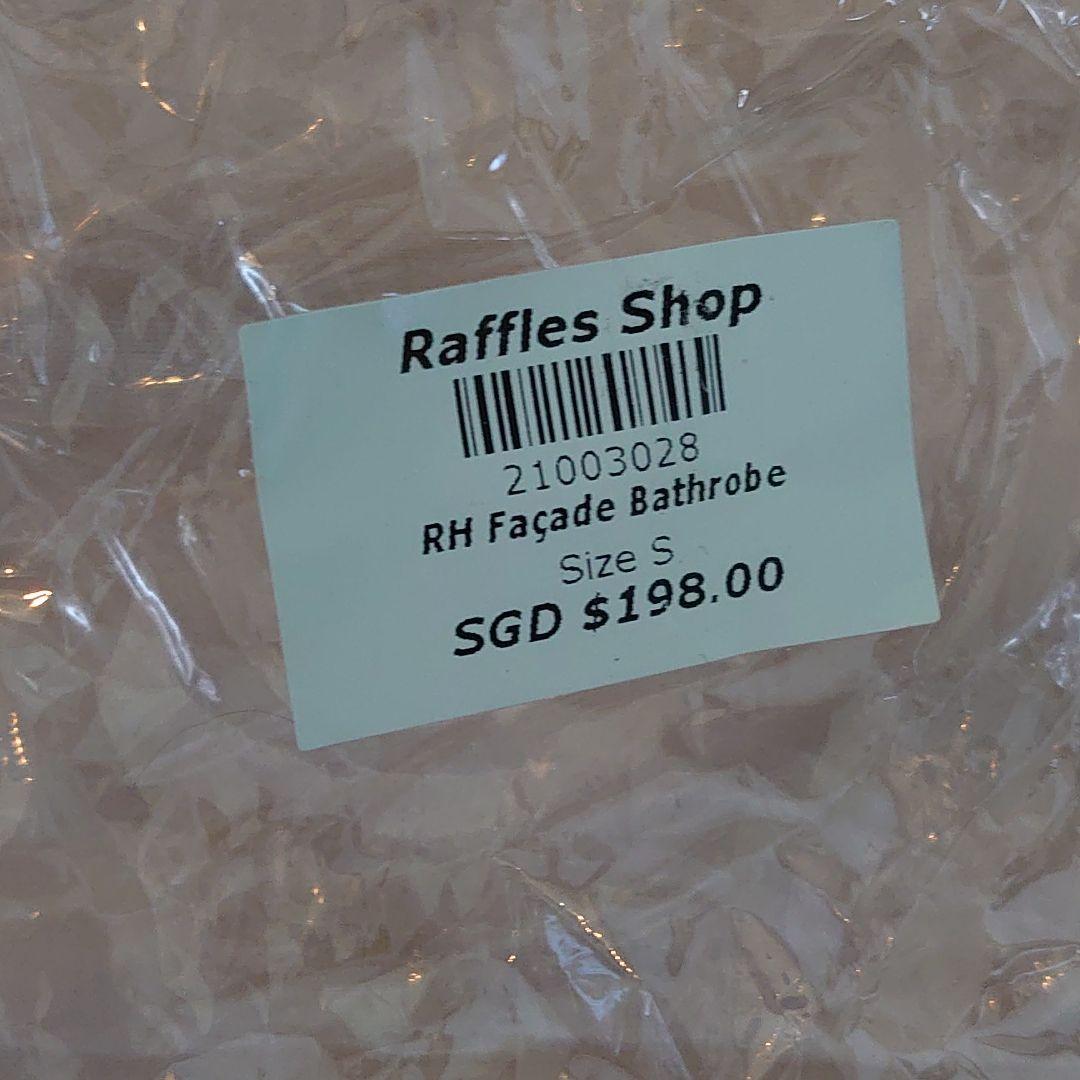 Raffles Shop
21003028
RH Façade Bathrobe
Size S
SGD $198.00